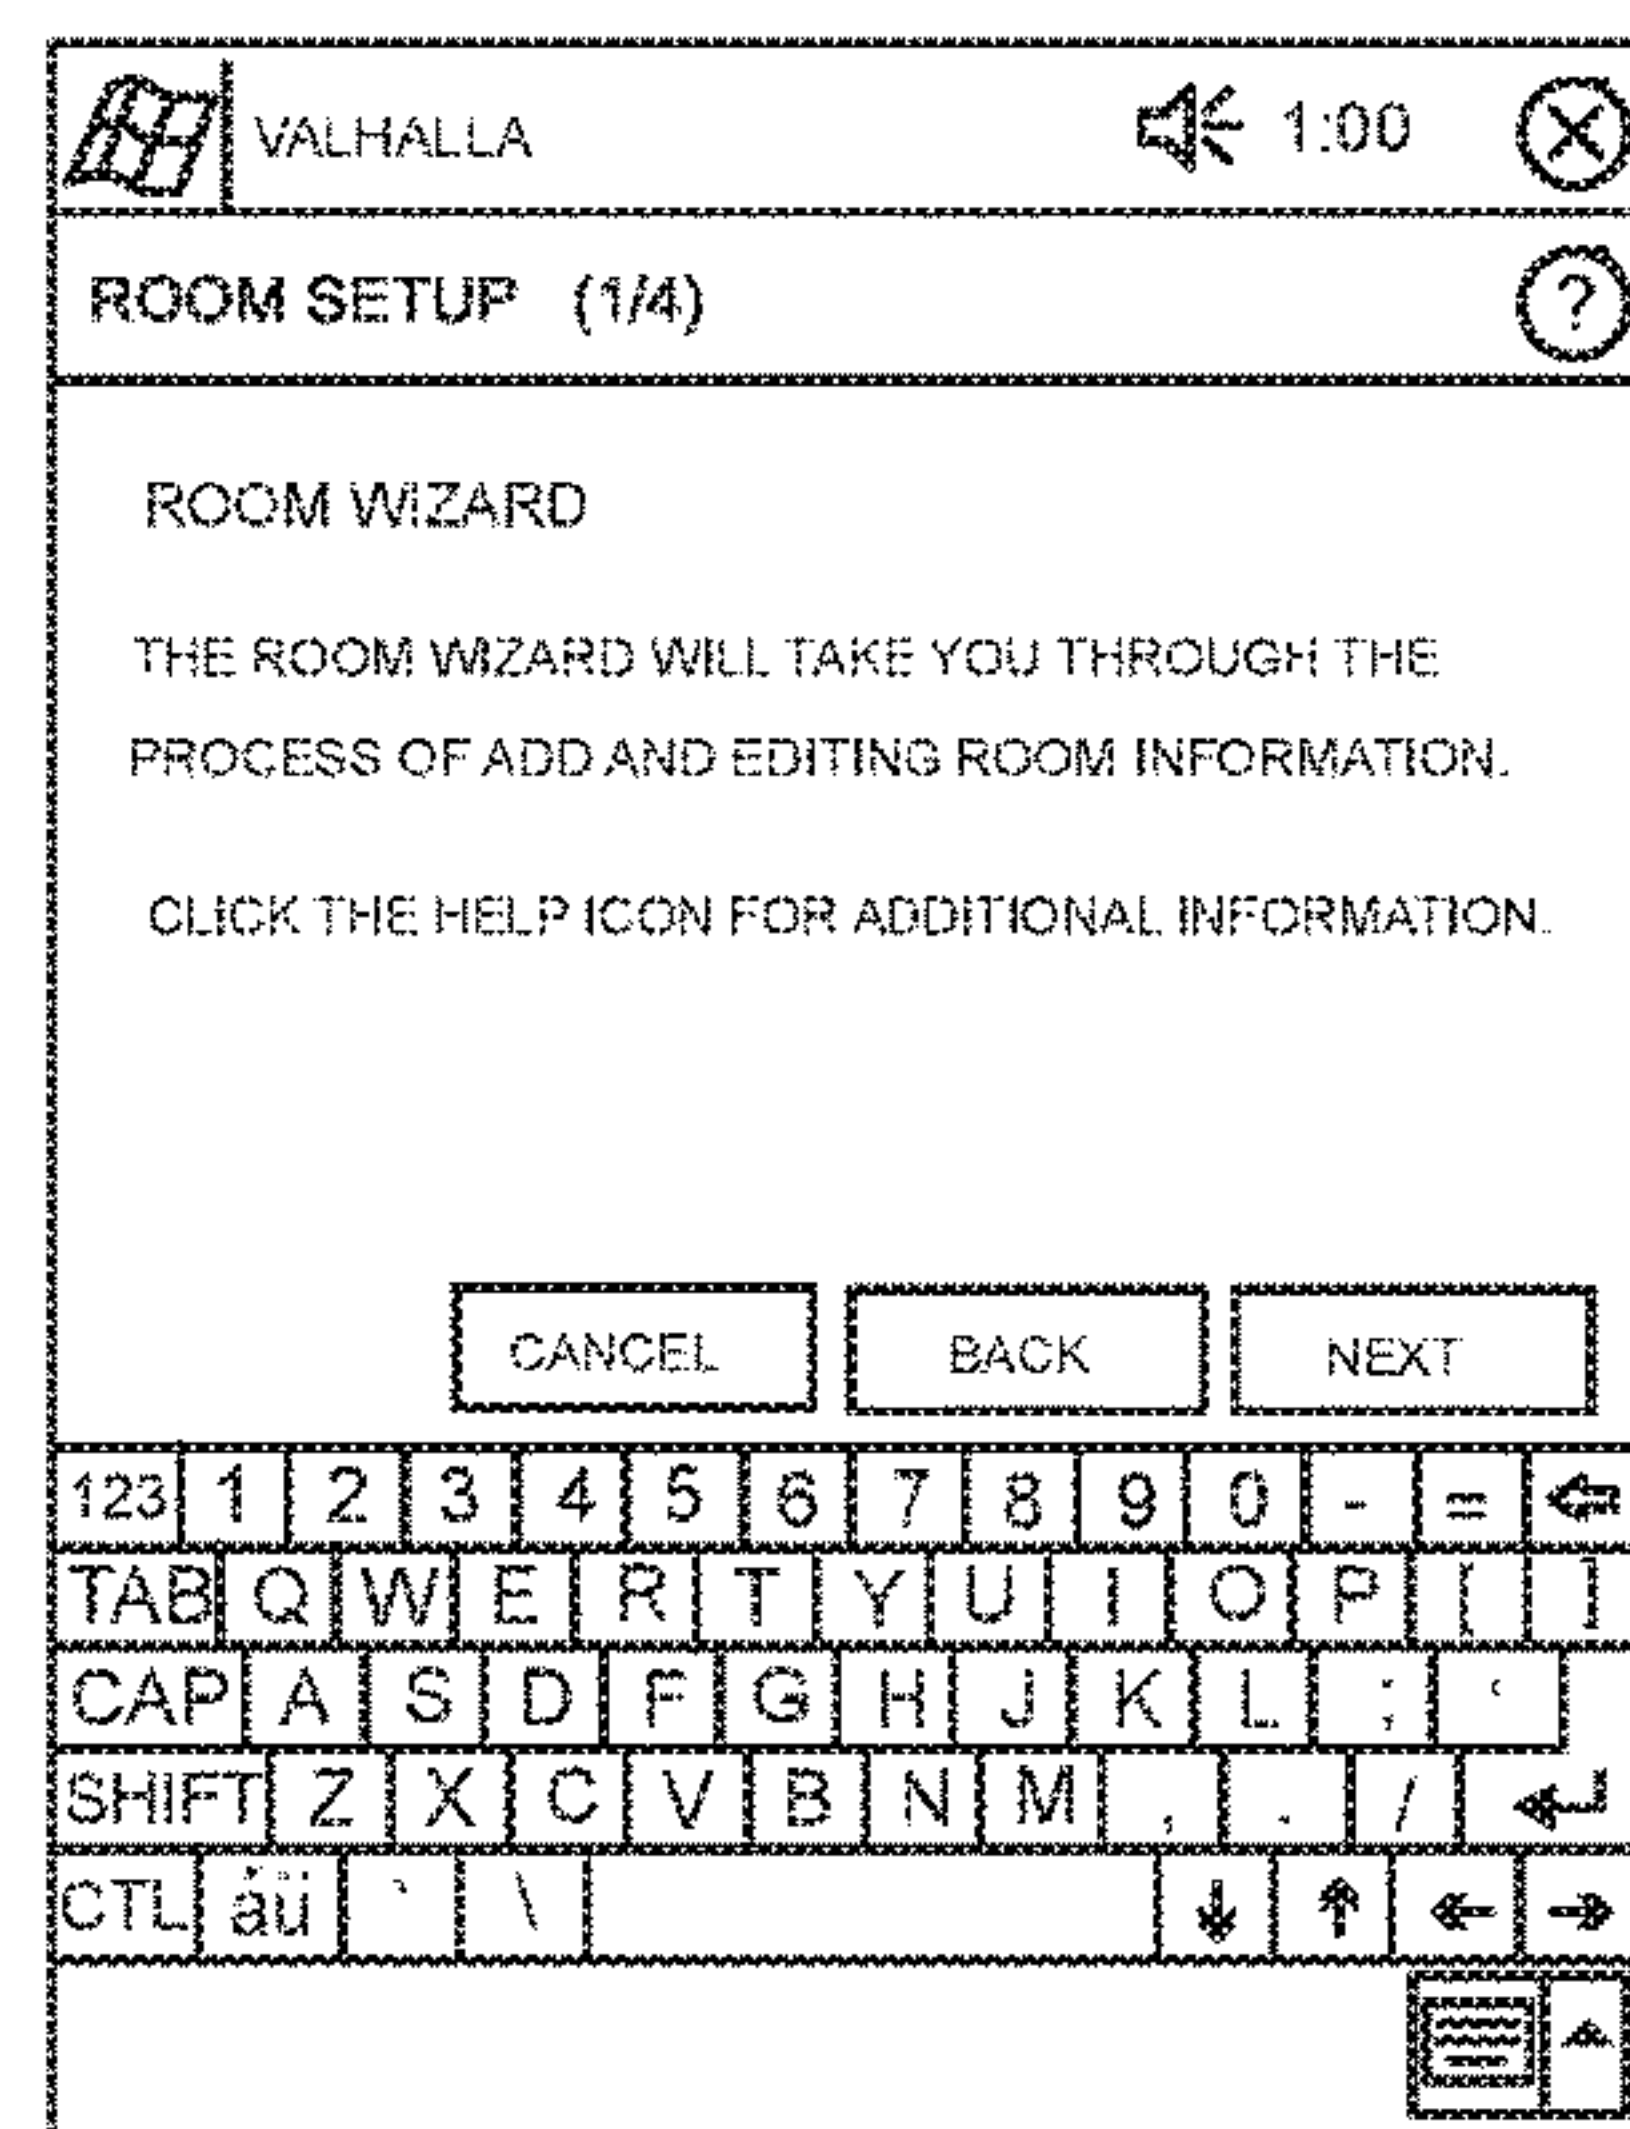 VALHALLA 1:00
ROOM SETUP (1/4) ?
ROOM WIZARD
THE ROOM WIZARD WILL TAKE YOU THROUGH THE
PROCESS OF ADD AND EDITING ROOM INFORMATION.
CLICK THE HELP ICON FOR ADDITIONAL INFORMATION.
CANCEL BACK NEXT
123 1 2 3 4 5 6 7 8 9 0 - =
TAB Q W E R T Y U I O P [ ]
CAP A S D F G H J K L ; '
SHIFT Z X C V B N M , . /
CTL áü ` \